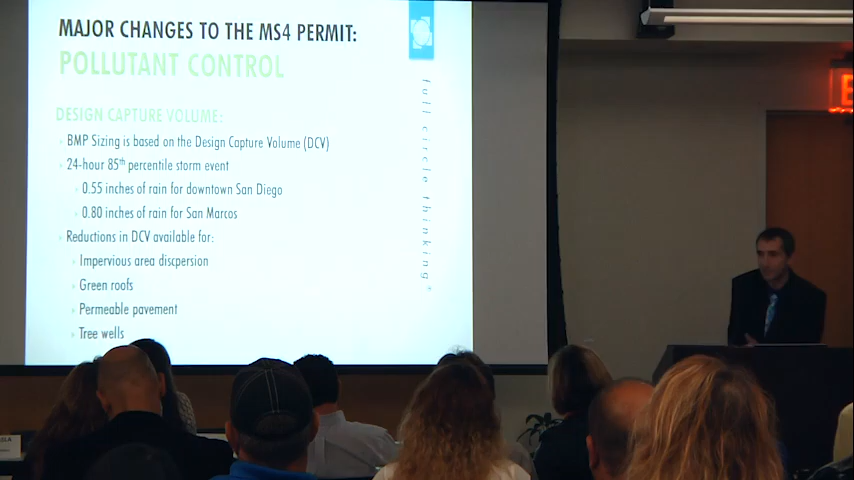 MAJOR CHANGES TO THE MS4 PERMIT:
POLLUTANT CONTROL
DESIGN CAPTURE VOLUME:
BMP Sizing is based on the Design Capture Volume (DCV)
24-hour 85th percentile storm event
0.55 inches of rain for downtown San Diego
0.80 inches of rain for San Marcos
Reductions in DCV available for:
Impervious area discpersion
Green roofs
Permeable pavement
Tree wells
full circle thinking
E